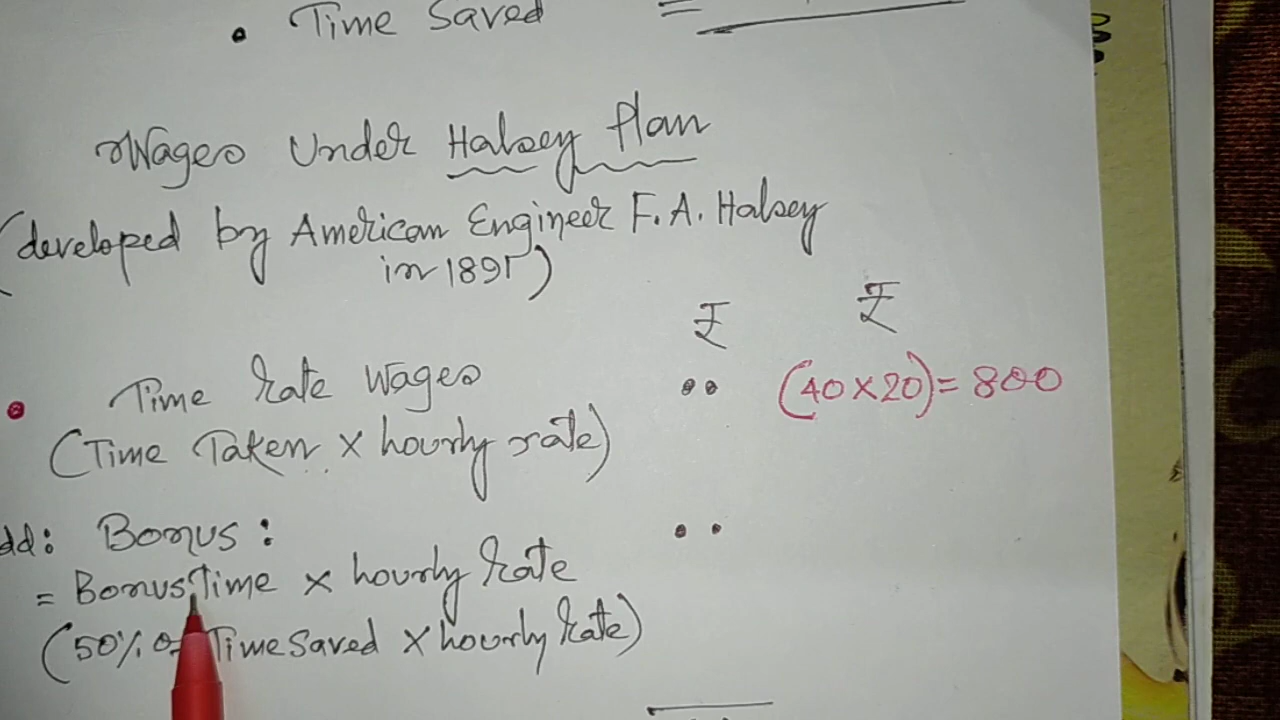 • Time Saved =
Wages Under Halsey Plan
(developed by American Engineer F.A. Halsey
in 1891)
₹ ₹
• Time Rate Wages .. (40×20)=800
(Time Taken × hourly rate)
dd: Bonus: ..
= Bonus Time × hourly Rate
(50% of Time Saved × hourly Rate)